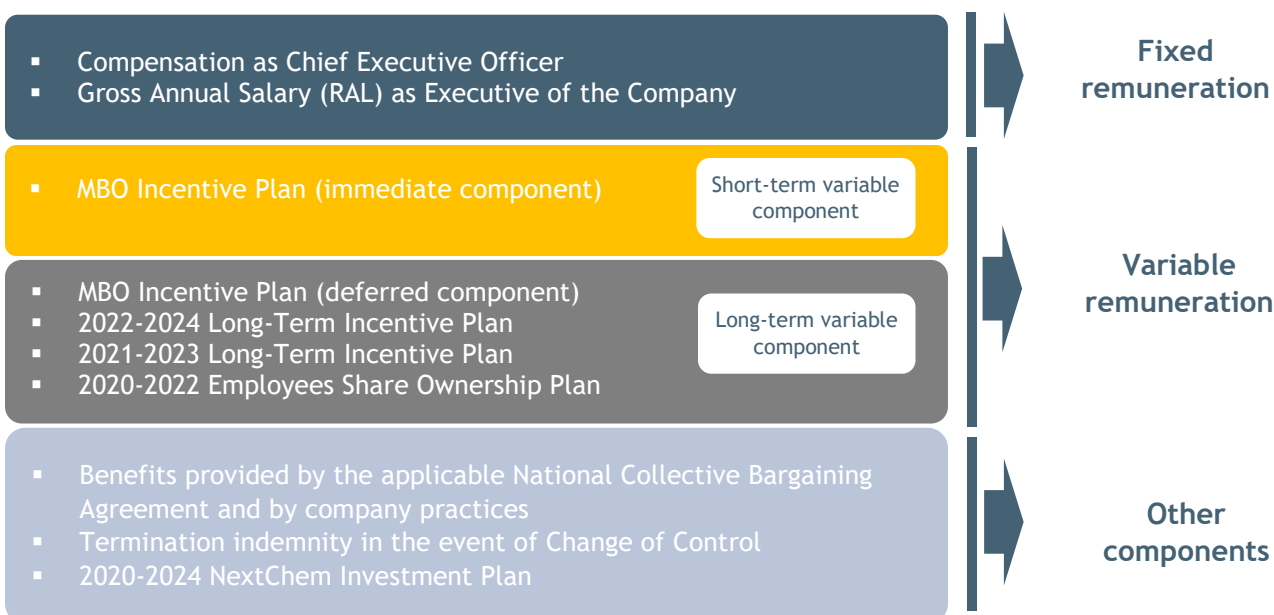 ▪ Compensation as Chief Executive Officer
▪ Gross Annual Salary (RAL) as Executive of the Company
Fixed
remuneration
▪ MBO Incentive Plan (immediate component)
Short-term variable
component
▪ MBO Incentive Plan (deferred component)
▪ 2022-2024 Long-Term Incentive Plan
▪ 2021-2023 Long-Term Incentive Plan
▪ 2020-2022 Employees Share Ownership Plan
Long-term variable
component
Variable
remuneration
▪ Benefits provided by the applicable National Collective Bargaining
Agreement and by company practices
▪ Termination indemnity in the event of Change of Control
▪ 2020-2024 NextChem Investment Plan
Other
components